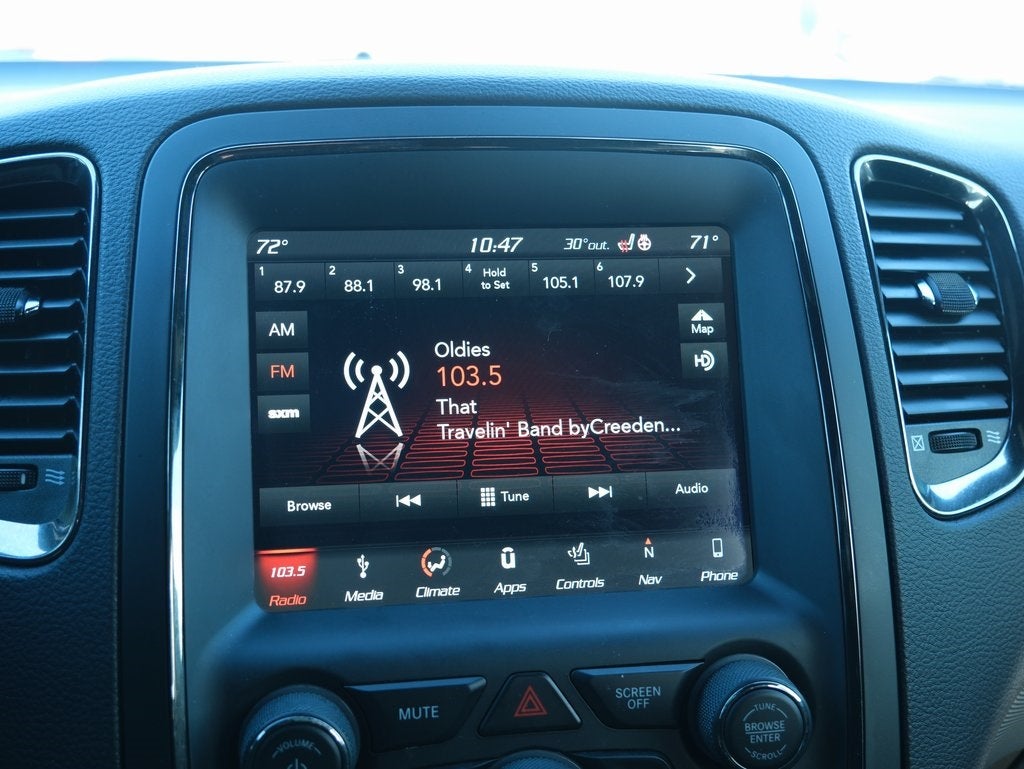 72° 10:47 30° out. 71°
1 87.9 2 88.1 3 98.1 4 Hold to Set 5 105.1 6 107.9
AM
Map
FM
HD
sxm
Oldies
103.5
That
Travelin' Band byCreeden...
Browse Tune Audio
103.5 N
Radio Media Climate Apps Controls Nav Phone
MUTE
SCREEN
OFF
VOLUME
TUNE
BROWSE
ENTER
SCROLL